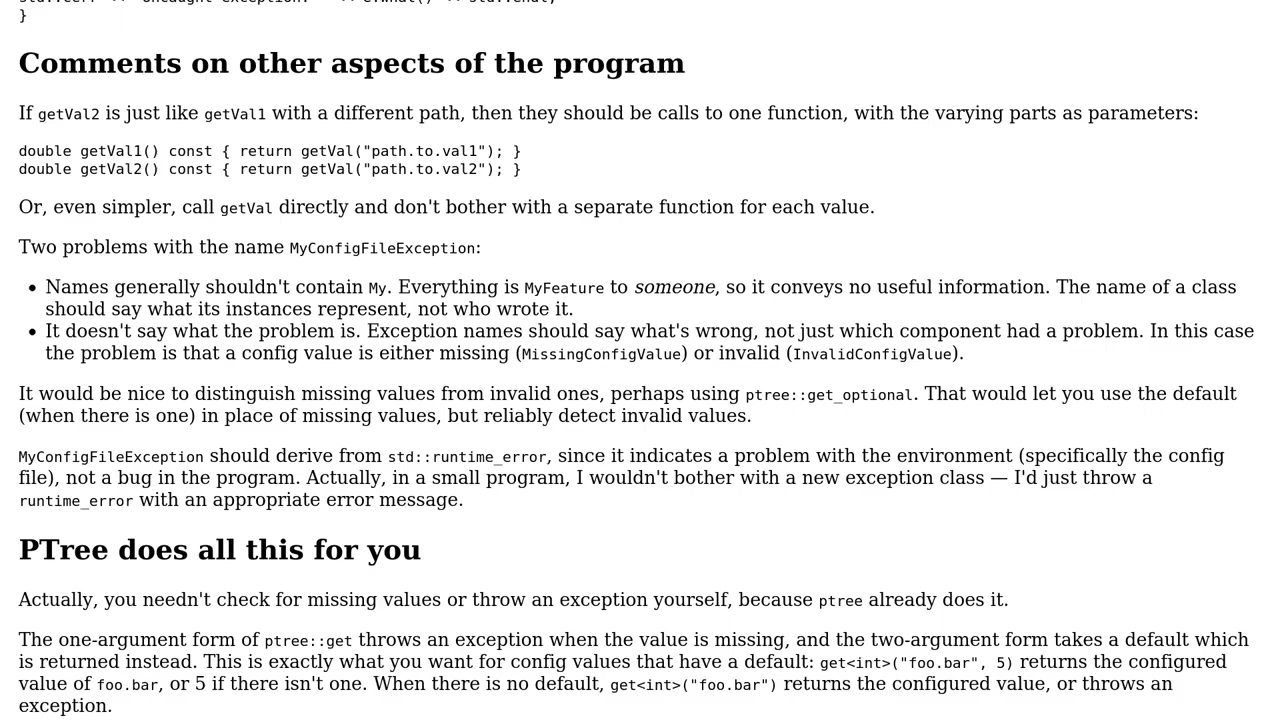 }
Comments on other aspects of the program
If getVal2 is just like getVal1 with a different path, then they should be calls to one function, with the varying parts as parameters:
double getVal1() const { return getVal("path.to.val1"); }
double getVal2() const { return getVal("path.to.val2"); }
Or, even simpler, call getVal directly and don't bother with a separate function for each value.
Two problems with the name MyConfigFileException:
• Names generally shouldn't contain My. Everything is MyFeature to someone, so it conveys no useful information. The name of a class
should say what its instances represent, not who wrote it.
• It doesn't say what the problem is. Exception names should say what's wrong, not just which component had a problem. In this case
the problem is that a config value is either missing (MissingConfigValue) or invalid (InvalidConfigValue).
It would be nice to distinguish missing values from invalid ones, perhaps using ptree::get_optional. That would let you use the default
(when there is one) in place of missing values, but reliably detect invalid values.
MyConfigFileException should derive from std::runtime_error, since it indicates a problem with the environment (specifically the config
file), not a bug in the program. Actually, in a small program, I wouldn't bother with a new exception class — I'd just throw a
runtime_error with an appropriate error message.
PTree does all this for you
Actually, you needn't check for missing values or throw an exception yourself, because ptree already does it.
The one-argument form of ptree::get throws an exception when the value is missing, and the two-argument form takes a default which
is returned instead. This is exactly what you want for config values that have a default: get<int>("foo.bar", 5) returns the configured
value of foo.bar, or 5 if there isn't one. When there is no default, get<int>("foo.bar") returns the configured value, or throws an
exception.